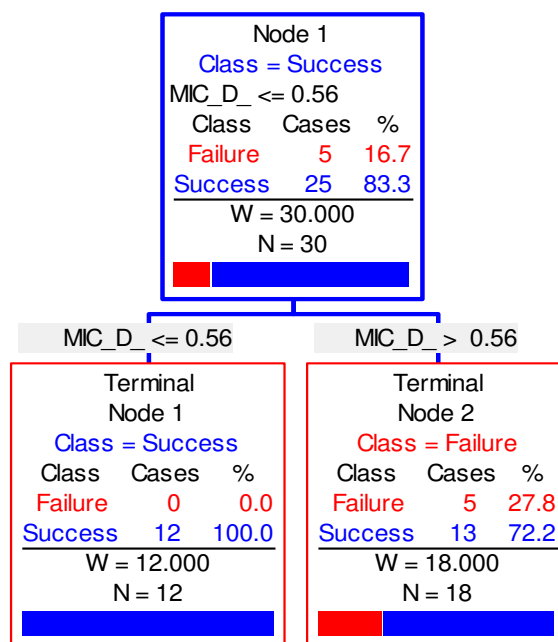 Node 1
Class = Success
MIC_D_ <= 0.56
Class Cases %
Failure 5 16.7
Success 25 83.3
W = 30.000
N = 30
MIC_D_ <= 0.56
MIC_D_ > 0.56
Terminal
Node 1
Class = Success
Class Cases %
Failure 0 0.0
Success 12 100.0
W = 12.000
N = 12
Terminal
Node 2
Class = Failure
Class Cases %
Failure 5 27.8
Success 13 72.2
W = 18.000
N = 18